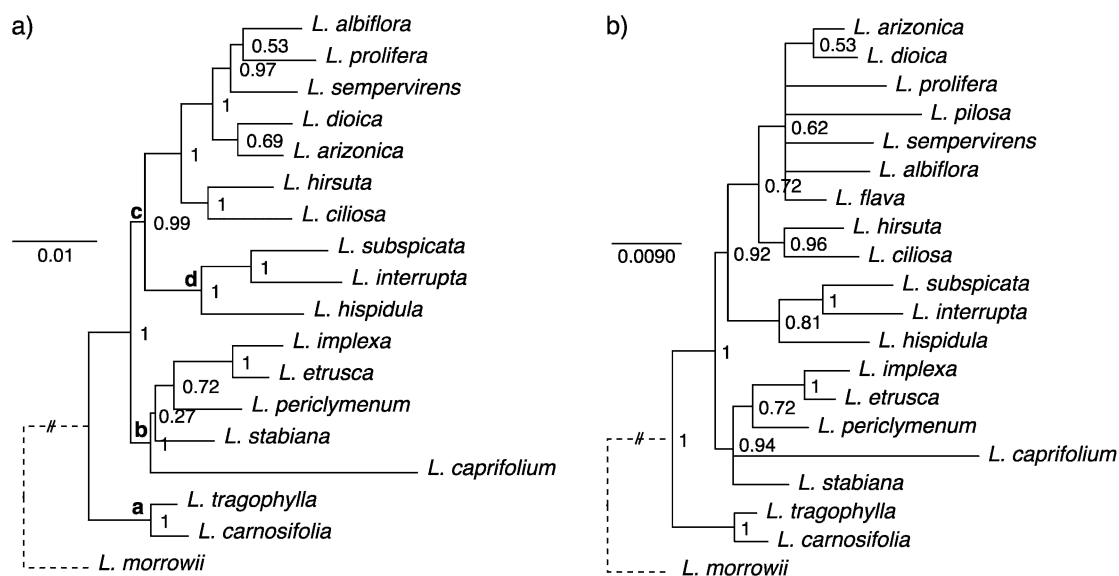 a)
L. albiflora
0.53
L. prolifera
0.97
L. sempervirens
1
L. dioica
0.69
L. arizonica
1
L. hirsuta
1
L. ciliosa
c
0.99
L. subspicata
1
L. interrupta
d
1
L. hispidula
0.01
1
L. implexa
1
L. etrusca
0.72
L. periclymenum
0.27
b
L. stabiana
1
L. caprifolium
//
L. tragophylla
a
1
L. carnosifolia
L. morrowii
b)
L. arizonica
0.53
L. dioica
L. prolifera
L. pilosa
0.62
L. sempervirens
L. albiflora
0.72
L. flava
L. hirsuta
0.96
0.92
L. ciliosa
0.0090
L. subspicata
1
L. interrupta
0.81
L. hispidula
1
L. implexa
1
L. etrusca
0.72
L. periclymenum
//
1
0.94
L. caprifolium
L. stabiana
L. tragophylla
L. carnosifolia
L. morrowii